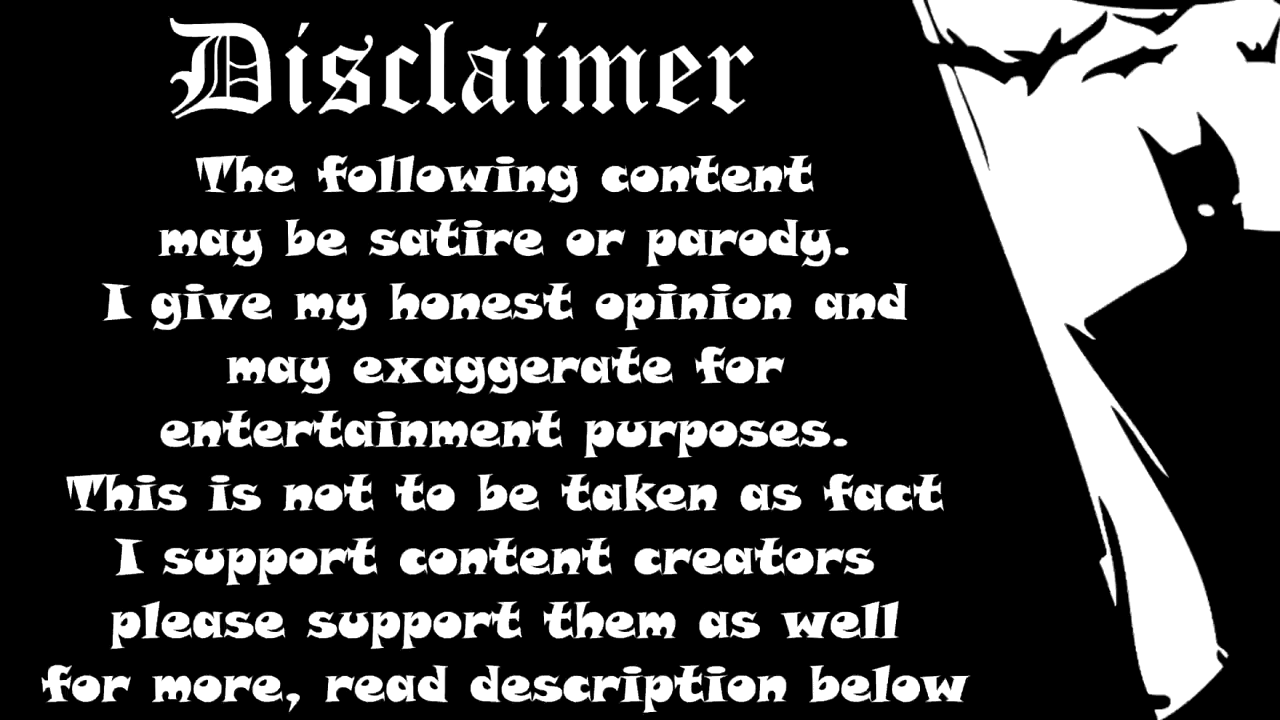 Disclaimer
The following content
may be satire or parody.
I give my honest opinion and
may exaggerate for
entertainment purposes.
This is not to be taken as fact
I support content creators
please support them as well
for more, read description below